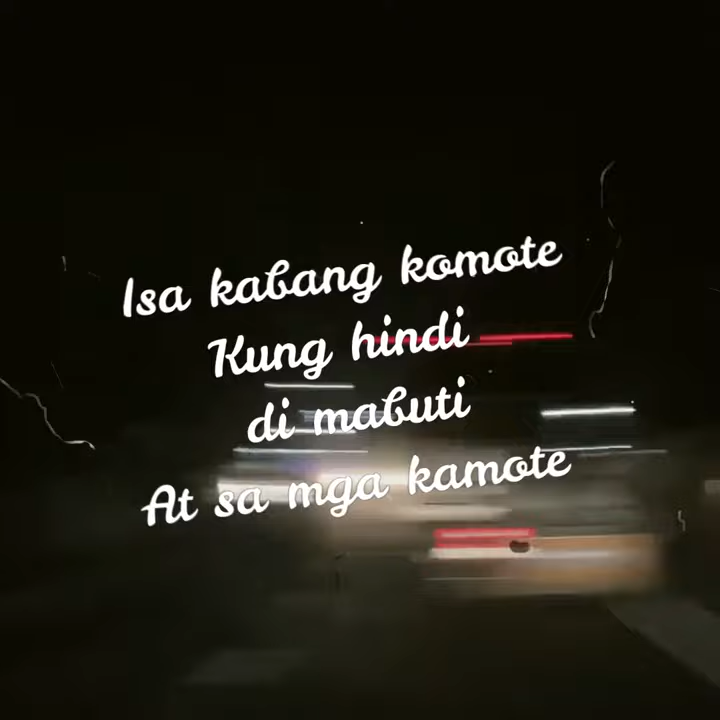 Isa kabang komote
Kung hindi
di mabuti
At sa mga kamote